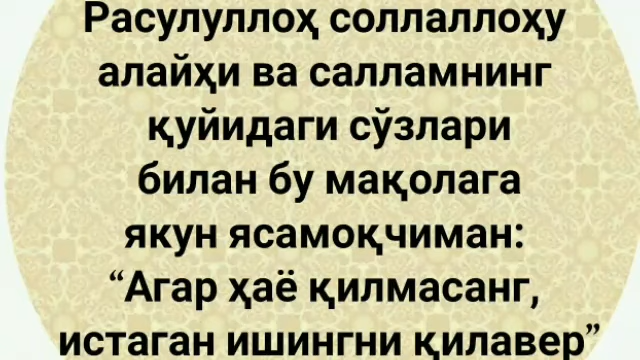 Расулуллоҳ соллаллоҳу
алайҳи ва салламнинг
қуйидаги сўзлари
билан бу мақолага
якун ясамоқчиман:
“Агар ҳаё қилмасанг,
истаган ишингни қилавер”